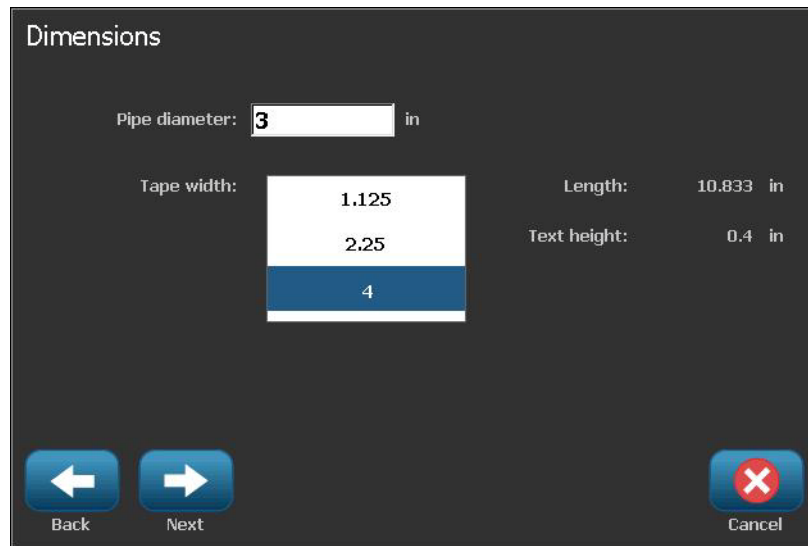 Dimensions
Pipe diameter: 3 in
Tape width:
1.125
2.25
4
Length: 10.833 in
Text height: 0.4 in
Back
Next
Cancel